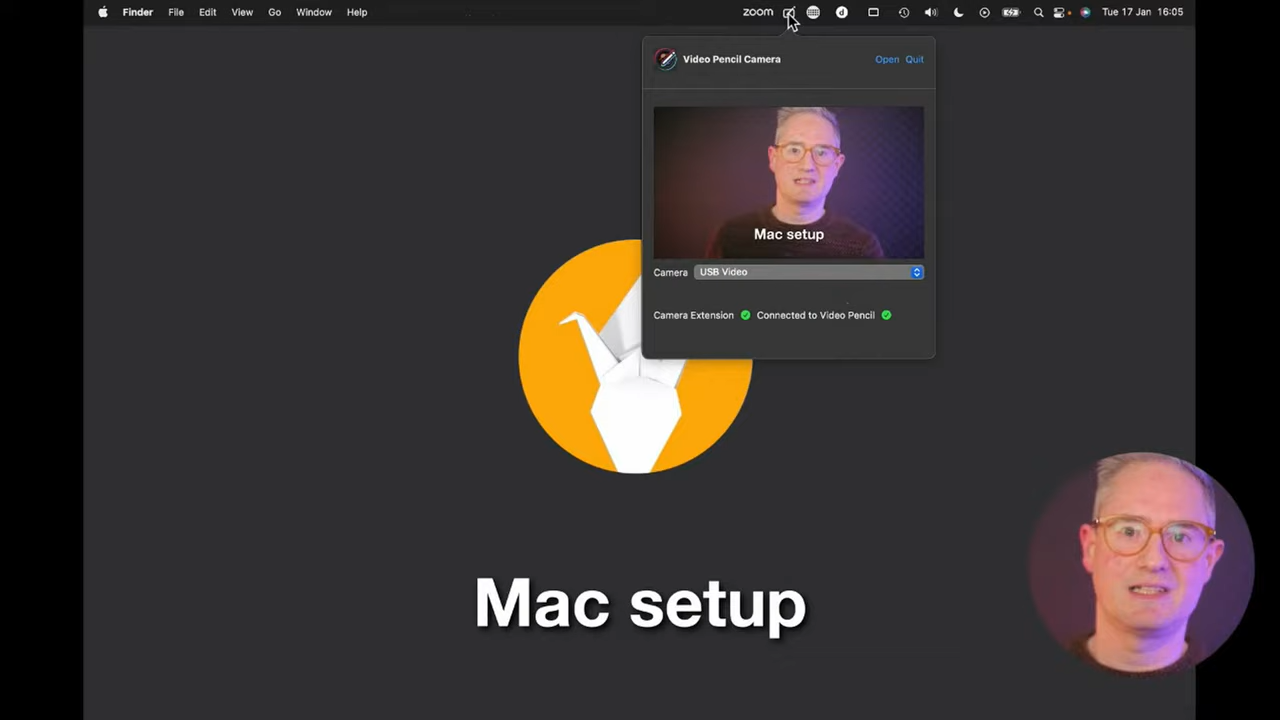 Finder File Edit View Go Window Help zoom d Tue 17 Jan 16:05
Video Pencil Camera Open Quit
Mac setup
Camera USB Video
Camera Extension Connected to Video Pencil
Mac setup